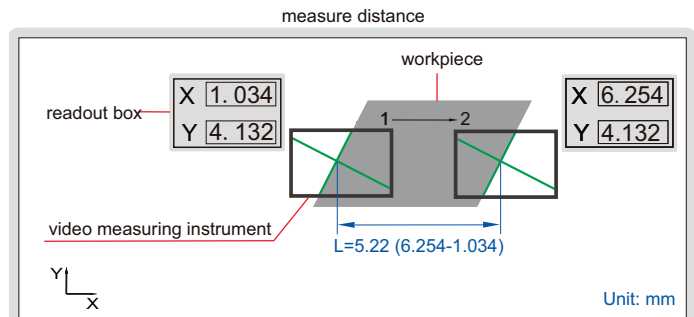 measure distance
workpiece
X 1.034
Y 4.132
readout box
1
2
X 6.254
Y 4.132
video measuring instrument
L=5.22 (6.254-1.034)
Y
X
Unit: mm